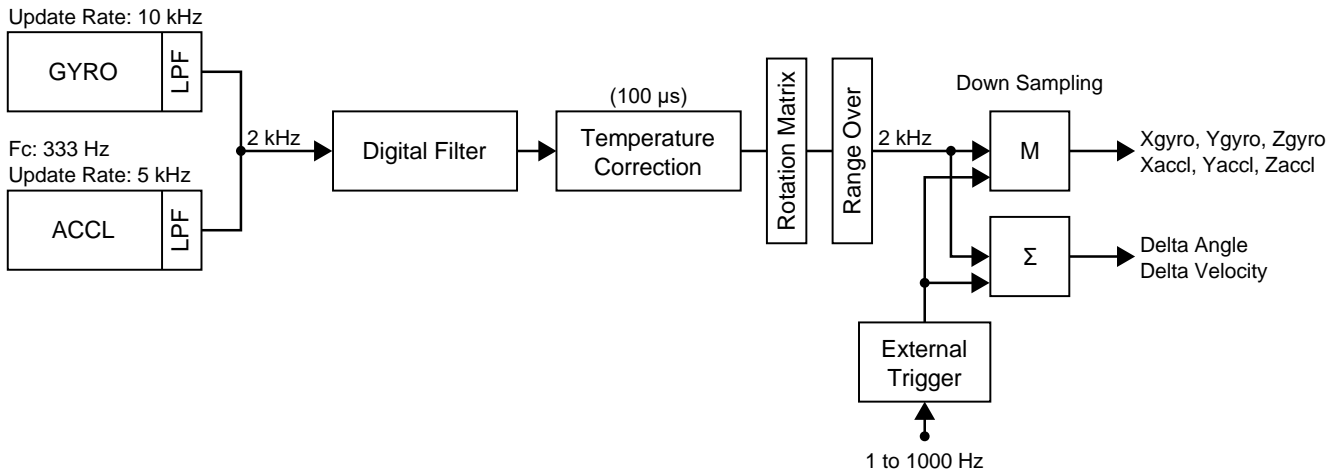 Update Rate: 10 kHz
GYRO
LPF
Fc: 333 Hz
Update Rate: 5 kHz
ACCL
LPF
2 kHz
Digital Filter
(100 µs)
Temperature
Correction
Rotation Matrix
Range Over
2 kHz
Down Sampling
M
Xgyro, Ygyro, Zgyro
Xaccl, Yaccl, Zaccl
Σ
Delta Angle
Delta Velocity
External
Trigger
1 to 1000 Hz